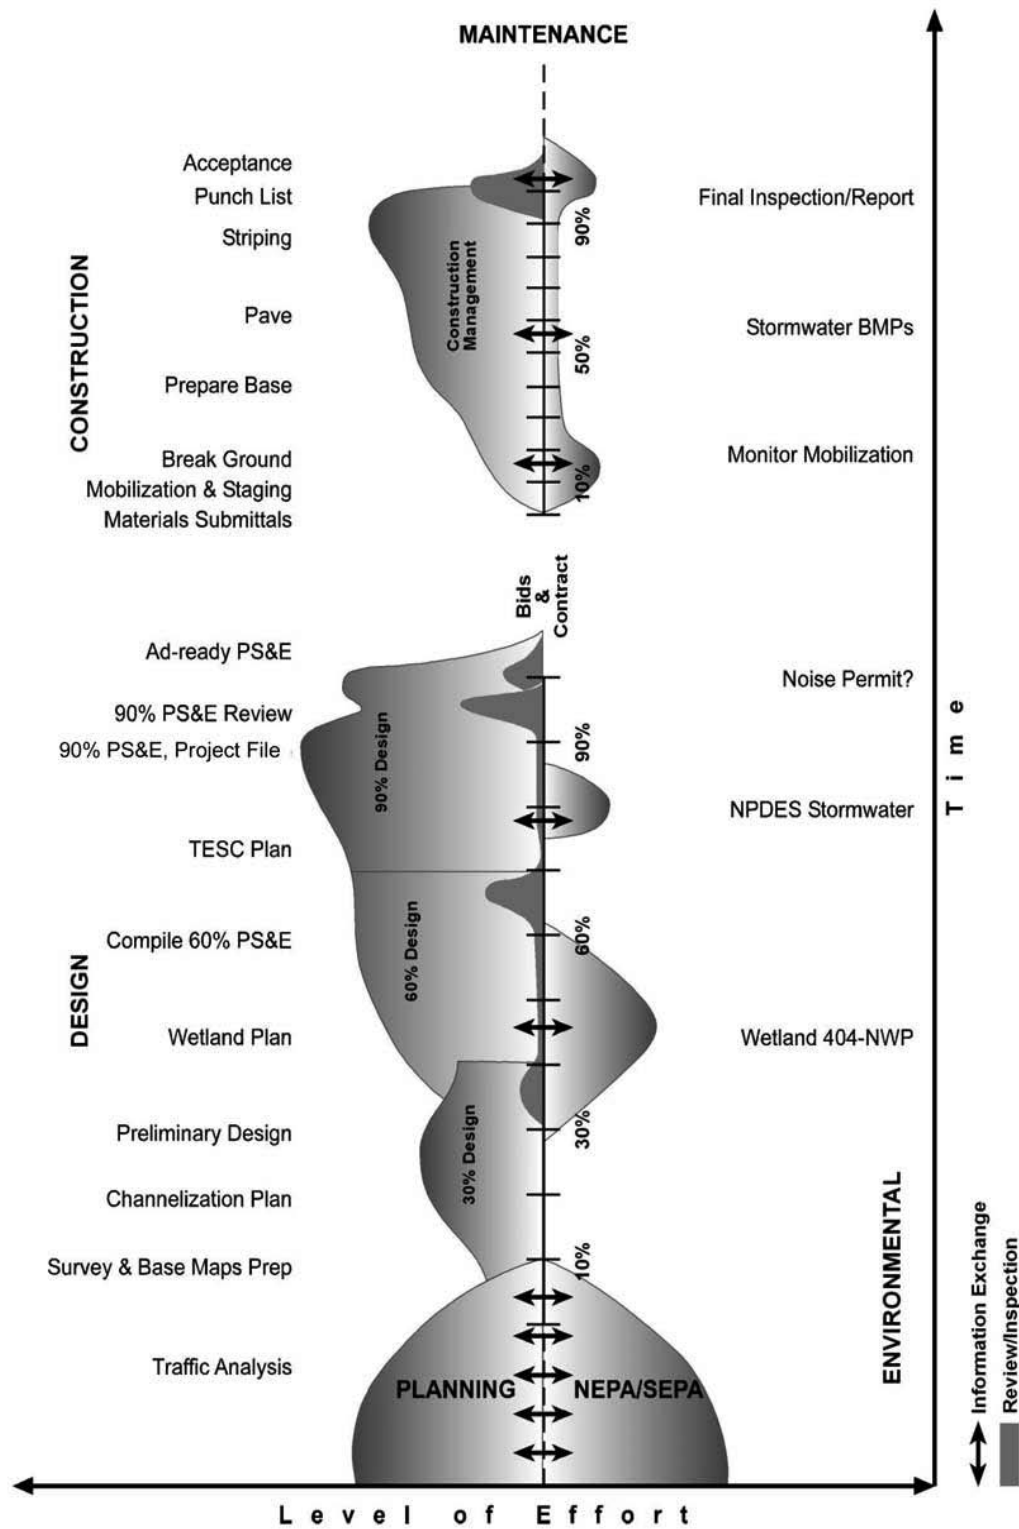 MAINTENANCE
Acceptance
Punch List
Striping
Pave
Prepare Base
Break Ground
Mobilization & Staging
Materials Submittals
CONSTRUCTION
Construction
Management
90%
50%
10%
Final Inspection/Report
Stormwater BMPs
Monitor Mobilization
Bids
&
Contract
Ad-ready PS&E
90% PS&E Review
90% PS&E, Project File
TESC Plan
Compile 60% PS&E
Wetland Plan
Preliminary Design
Channelization Plan
Survey & Base Maps Prep
Traffic Analysis
DESIGN
90% Design
60% Design
30% Design
90%
60%
30%
10%
Noise Permit?
NPDES Stormwater
Wetland 404-NWP
ENVIRONMENTAL
PLANNING
NEPA/SEPA
Time
Level of Effort
Information Exchange
Review/Inspection